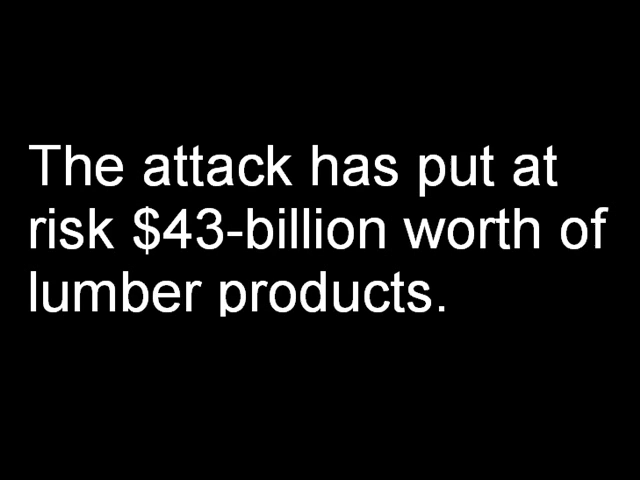 The attack has put at
risk $43-billion worth of
lumber products.